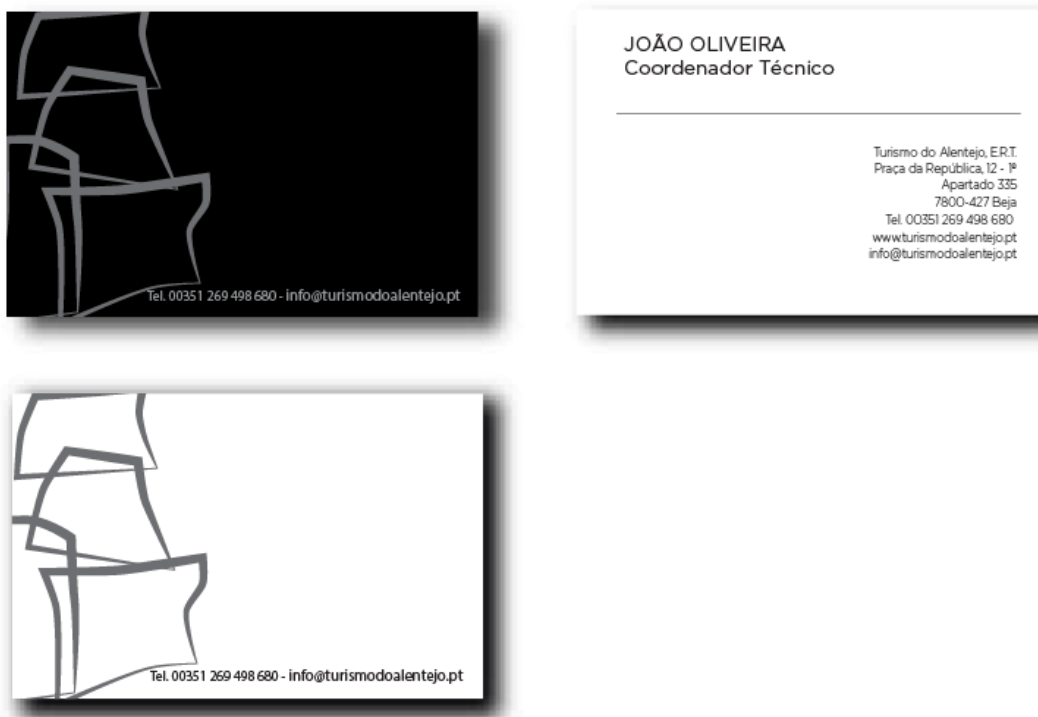 Tel. 00351 269 498 680 - info@turismodoalentejo.pt
JOÃO OLIVEIRA
Coordenador Técnico
Turismo do Alentejo, E.R.T.
Praça da República, 12 - 1º
Apartado 335
7800-427 Beja
Tel. 00351 269 498 680
www.turismodoalentejo.pt
info@turismodoalentejo.pt
Tel. 00351 269 498 680 - info@turismodoalentejo.pt